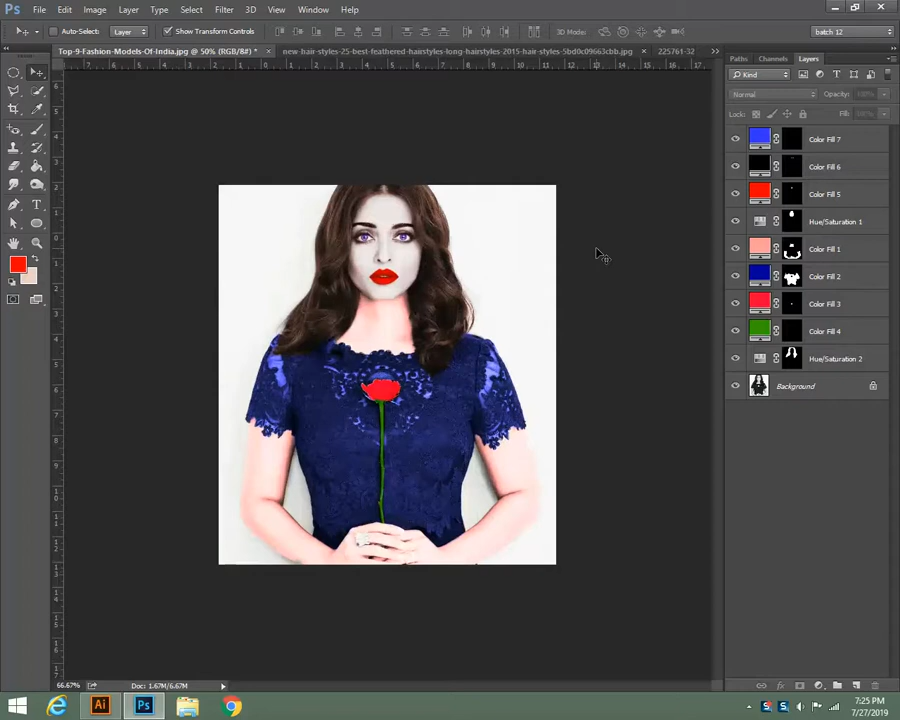 Ps File Edit Image Layer Type Select Filter 3D View Window Help
Auto-Select: Layer Show Transform Controls 3D Mode: batch 12
Top-9-Fashion-Models-Of-India.jpg @ 50% (RGB/8#) * × new-hair-styles-25-best-feathered-hairstyles-long-hairstyles-2015-hair-styles-5bd0c09663cbb.jpg × 225761-32
Paths Channels Layers
Kind
Normal Opacity: 100%
Lock: Fill:
Color Fill 7
Color Fill 6
Color Fill 5
Hue/Saturation 1
Color Fill 1
Color Fill 2
Color Fill 3
Color Fill 4
Hue/Saturation 2
Background
66.67% Doc: 1.67M/6.67M
Ai Ps
7:25 PM
7/27/2019